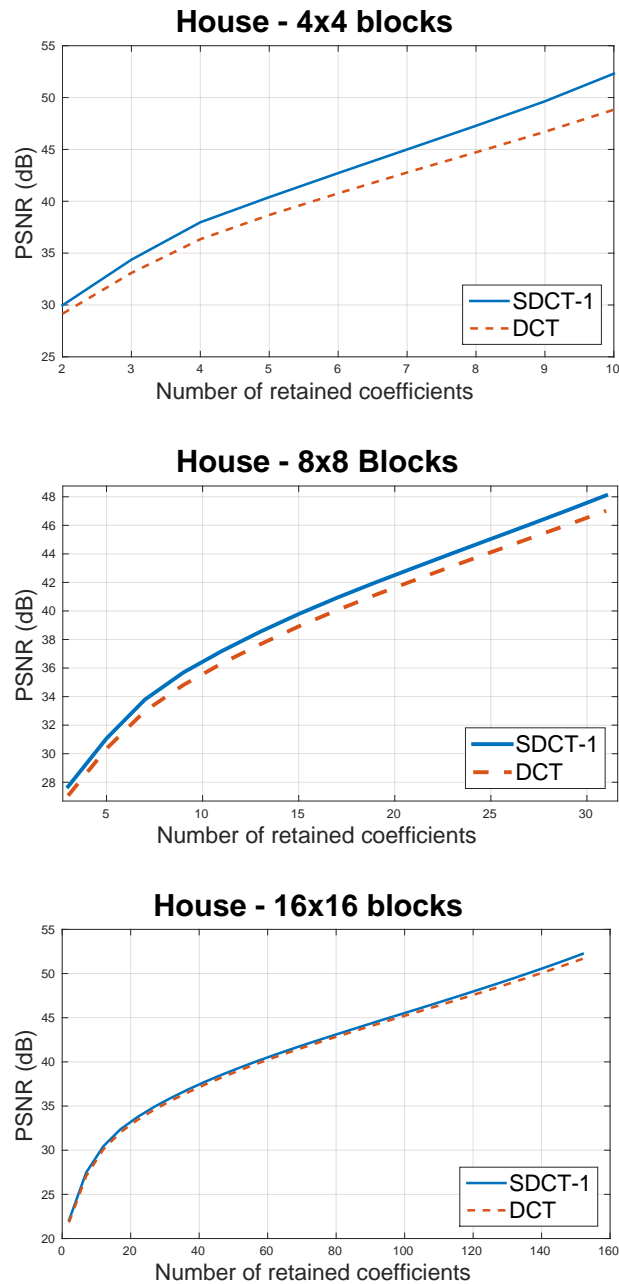 House - 4x4 blocks
55
50
45
40
35
30
25
PSNR (dB)
SDCT-1
DCT
2 3 4 5 6 7 8 9 10
Number of retained coefficients
House - 8x8 Blocks
48
46
44
42
40
38
36
34
32
30
28
PSNR (dB)
SDCT-1
DCT
5 10 15 20 25 30
Number of retained coefficients
House - 16x16 blocks
55
50
45
40
35
30
25
20
PSNR (dB)
SDCT-1
DCT
0 20 40 60 80 100 120 140 160
Number of retained coefficients